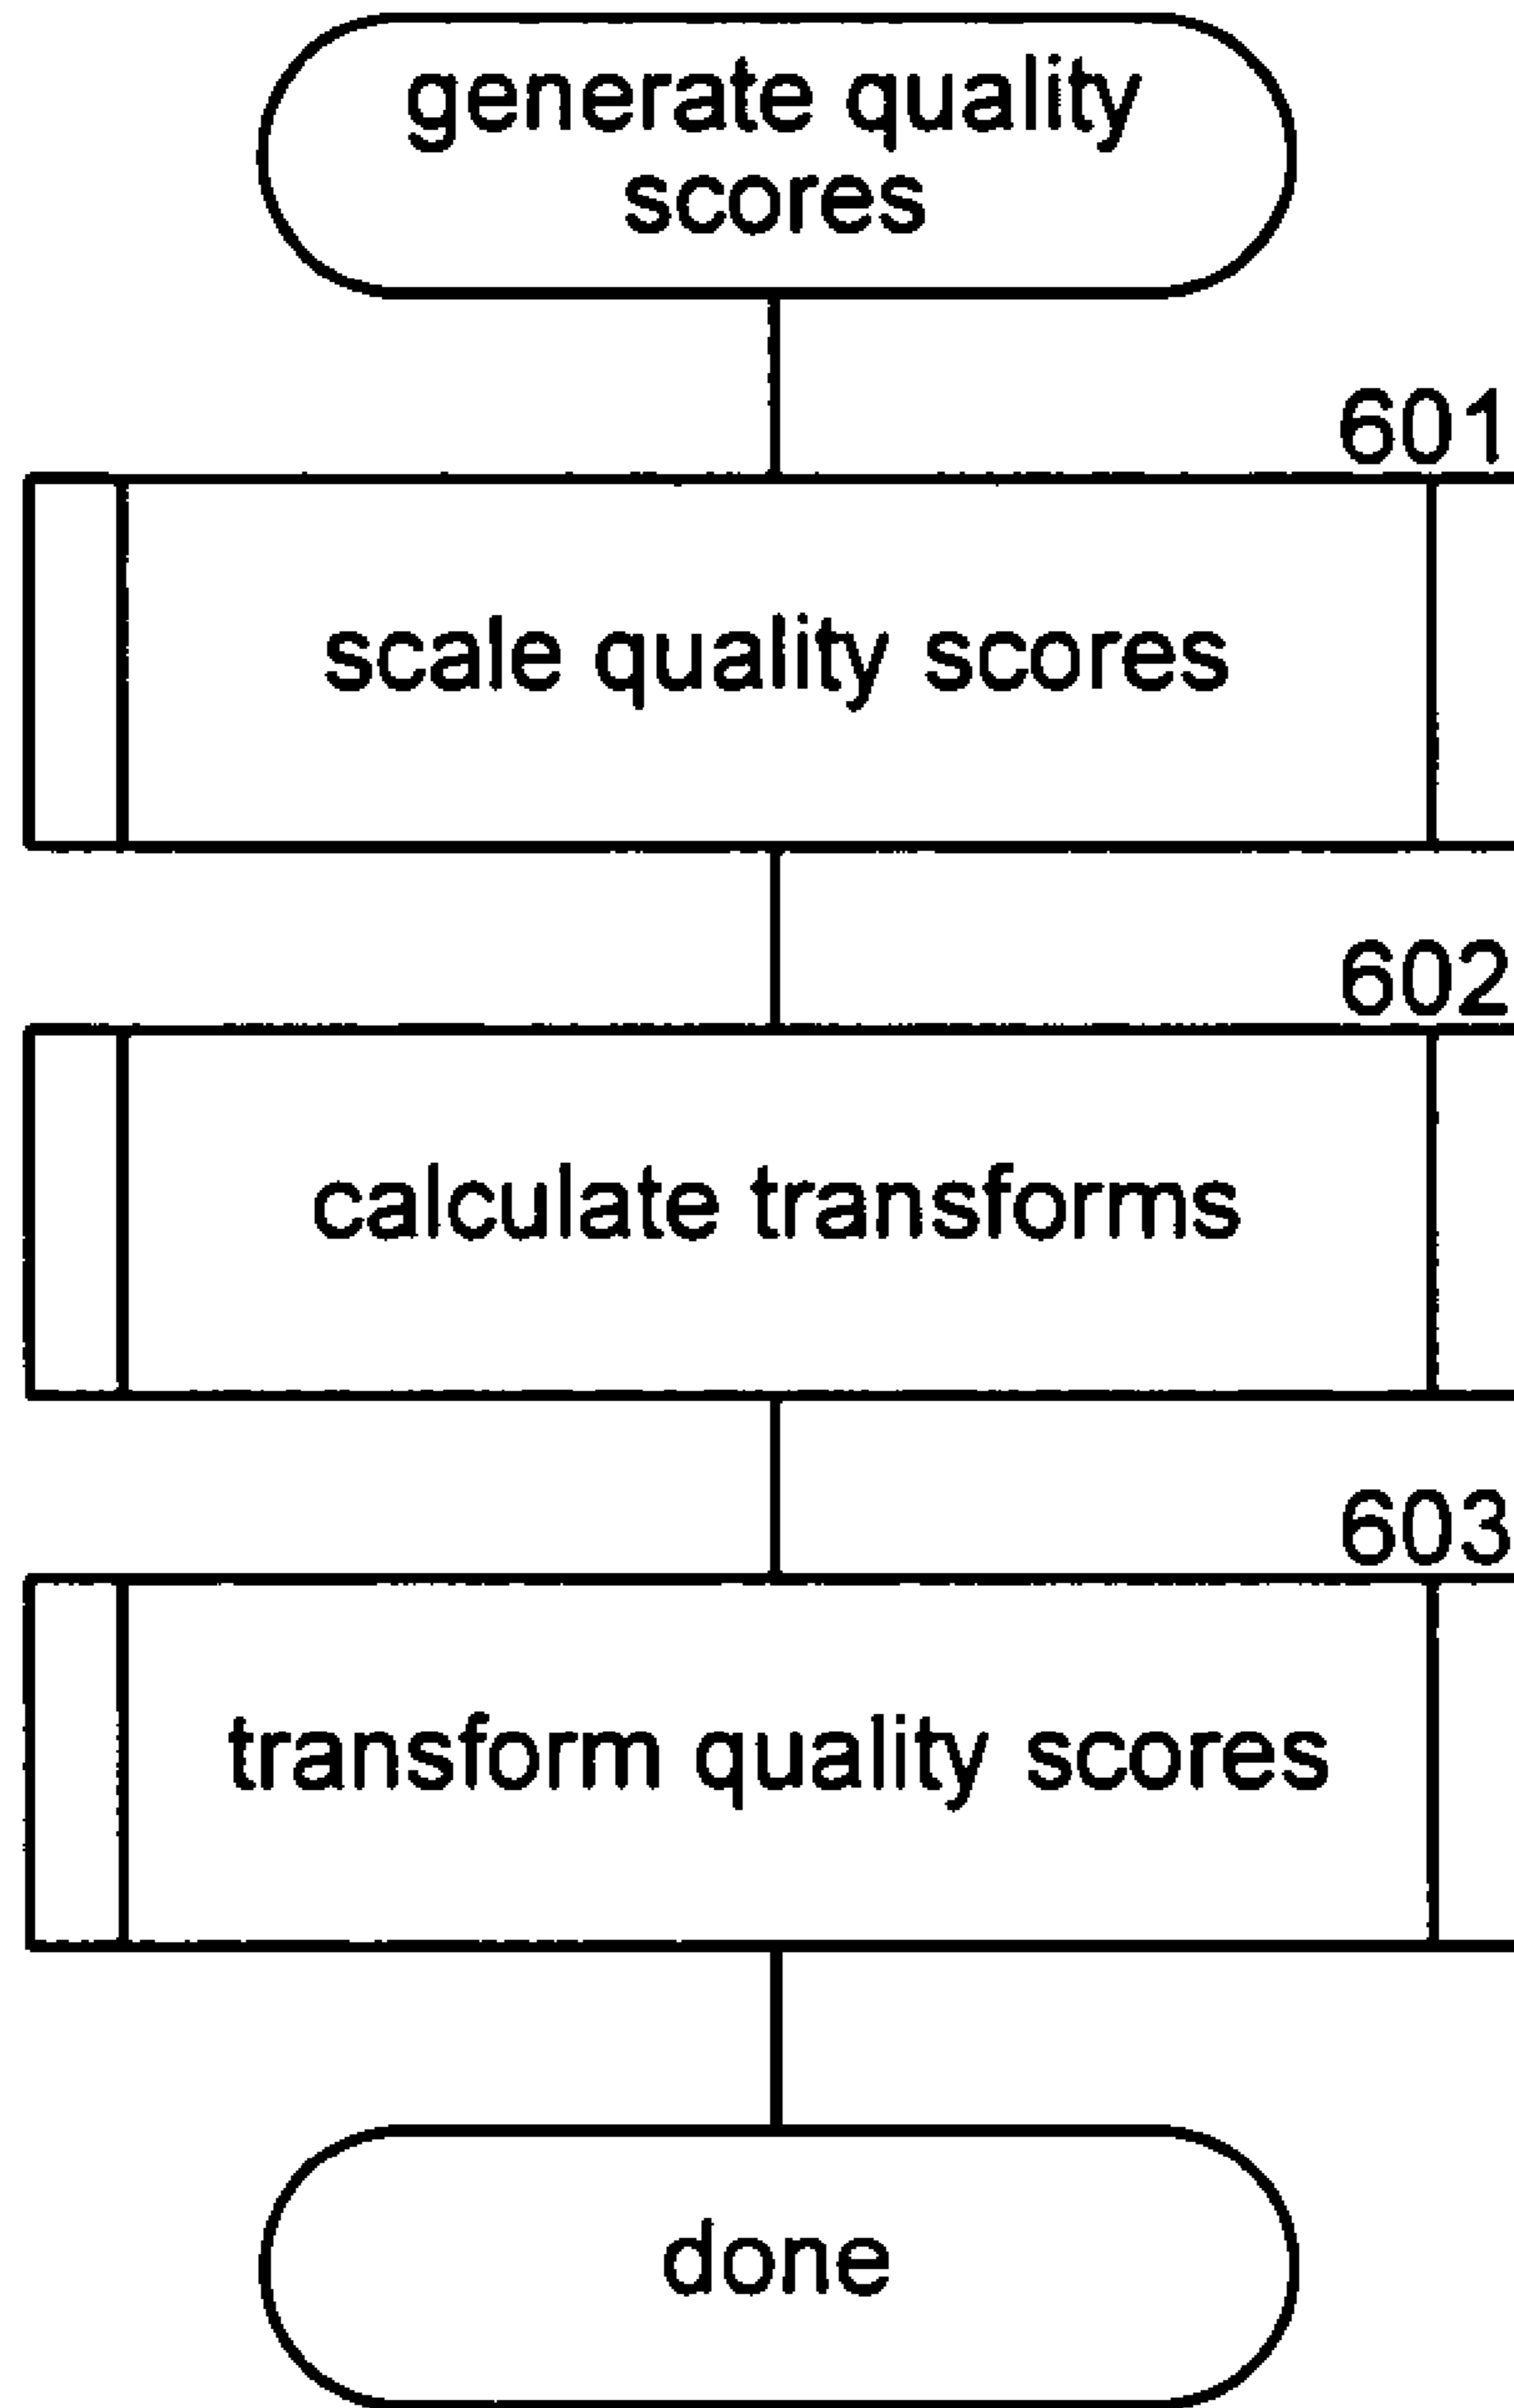 generate quality
scores
601
scale quality scores
602
calculate transforms
603
transform quality scores
done